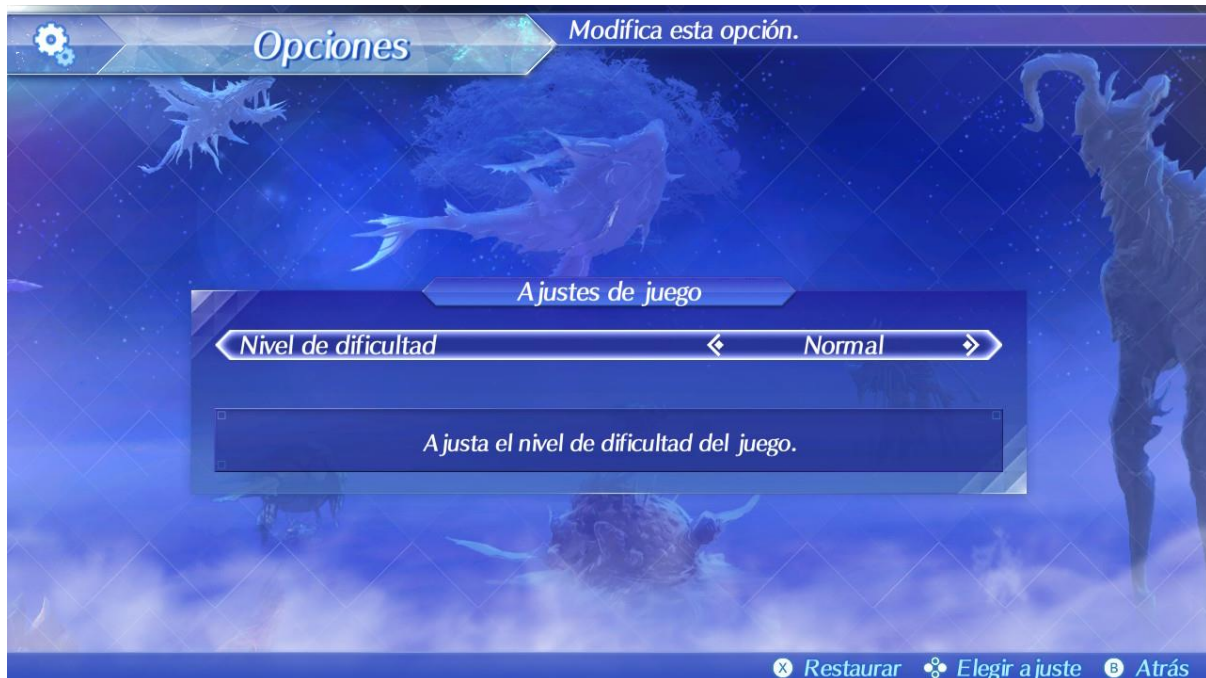 Opciones
Modifica esta opción.
Ajustes de juego
Nivel de dificultad Normal
Ajusta el nivel de dificultad del juego.
X Restaurar Elegir ajuste B Atrás